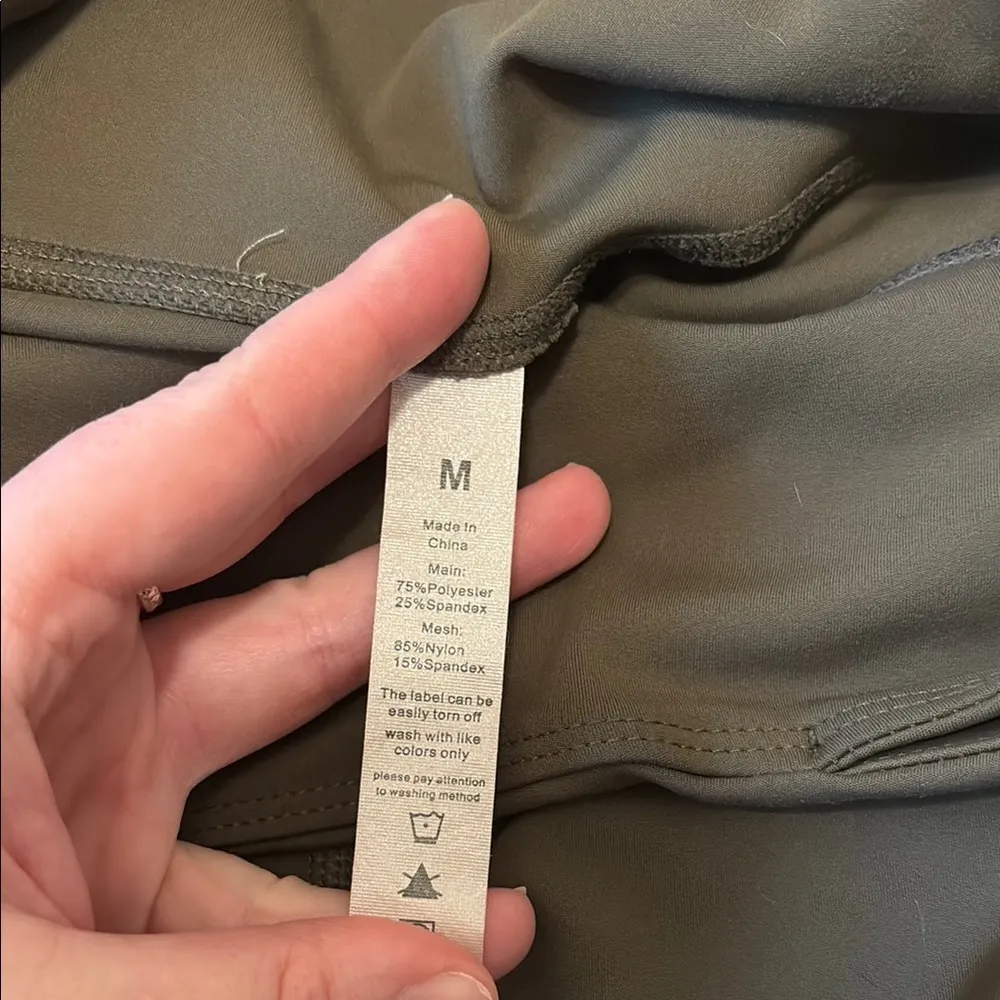 M
Made In
China
Main:
75%Polyester
25%Spandex
Mesh:
85%Nylon
15%Spandex
The label can be
easily torn off
wash with like
colors only
please pay attention
to washing method